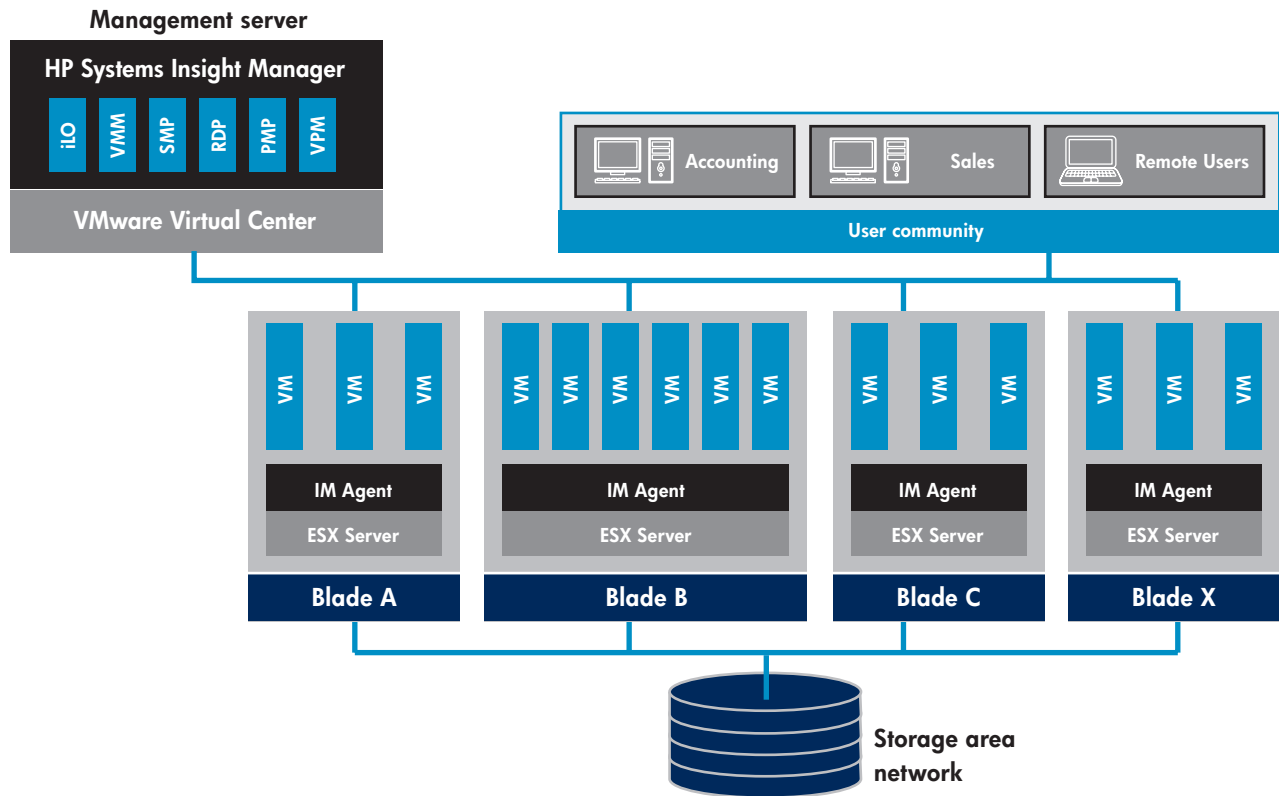 Management server
HP Systems Insight Manager
iLO
VMM
SMP
RDP
PMP
VPM
VMware Virtual Center
Accounting
Sales
Remote Users
User community
VM
VM
VM
IM Agent
ESX Server
Blade A
VM
VM
VM
VM
VM
VM
IM Agent
ESX Server
Blade B
VM
VM
VM
IM Agent
ESX Server
Blade C
VM
VM
VM
IM Agent
ESX Server
Blade X
Storage area
network